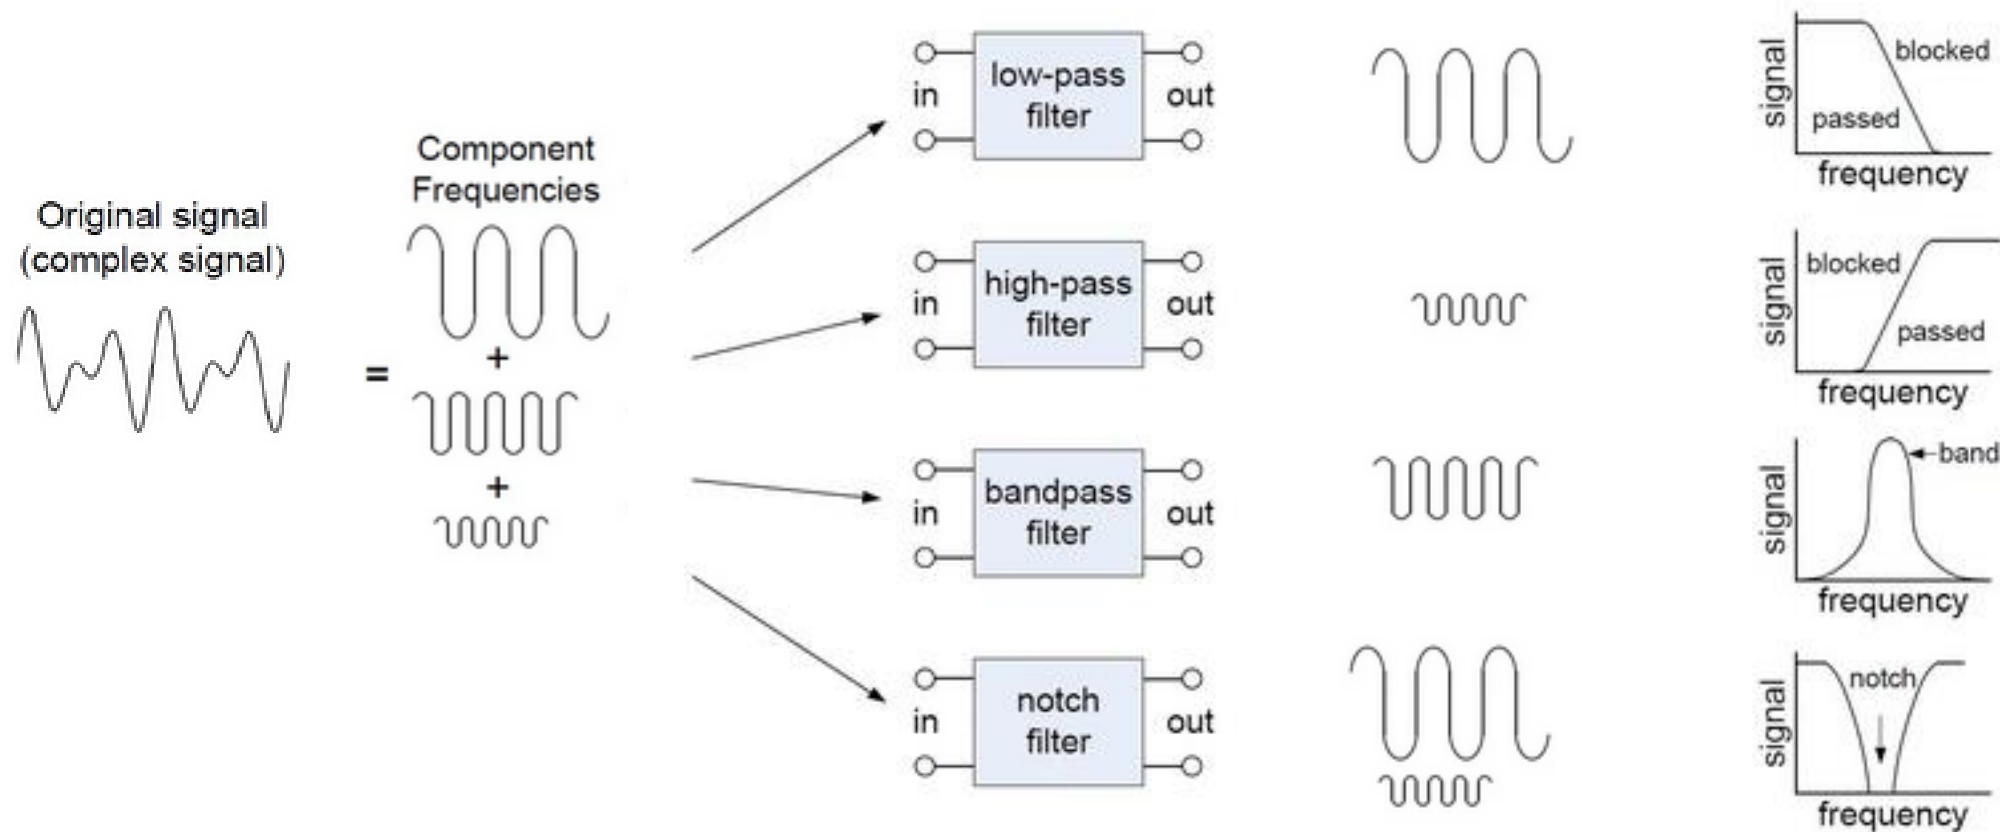 Original signal
(complex signal)
=
Component
Frequencies
+
+
in
low-pass
filter
out
signal
blocked
passed
frequency
in
high-pass
filter
out
signal
blocked
passed
frequency
in
bandpass
filter
out
signal
band
frequency
in
notch
filter
out
signal
notch
frequency